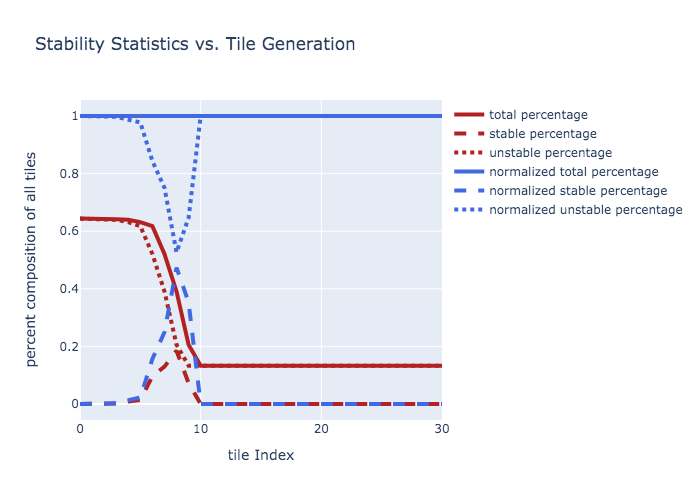 Stability Statistics vs. Tile Generation
total percentage
stable percentage
unstable percentage
normalized total percentage
normalized stable percentage
normalized unstable percentage
percent composition of all tiles
1
0.8
0.6
0.4
0.2
0
0
10
20
30
tile Index